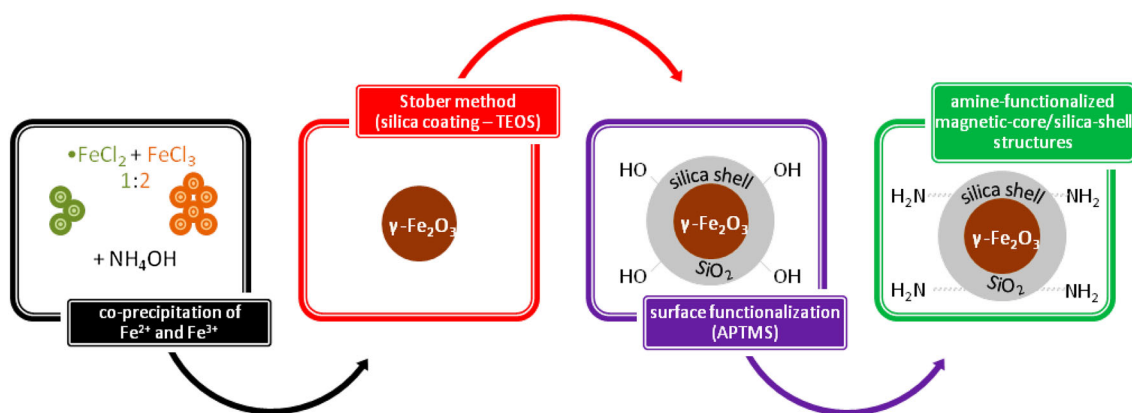 •FeCl₂ + FeCl₃
1:2
+ NH₄OH
co-precipitation of
Fe²⁺ and Fe³⁺
Stober method
(silica coating – TEOS)
γ-Fe₂O₃
HO
OH
silica shell
γ-Fe₂O₃
SiO₂
HO
OH
surface functionalization
(APTMS)
amine-functionalized
magnetic-core/silica-shell
structures
H₂N
NH₂
silica shell
γ-Fe₂O₃
SiO₂
H₂N
NH₂